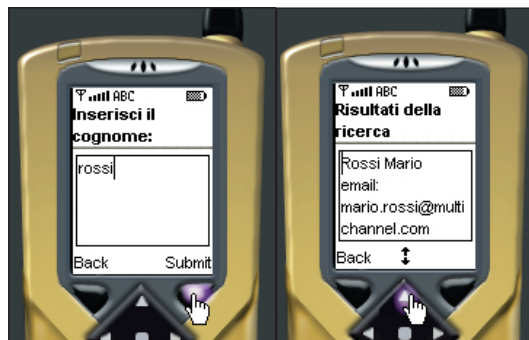 ABC
Inserisci il
cognome:
rossi
Back Submit
ABC
Risultati della
ricerca
Rossi Mario
email:
mario.rossi@multi
channel.com
Back